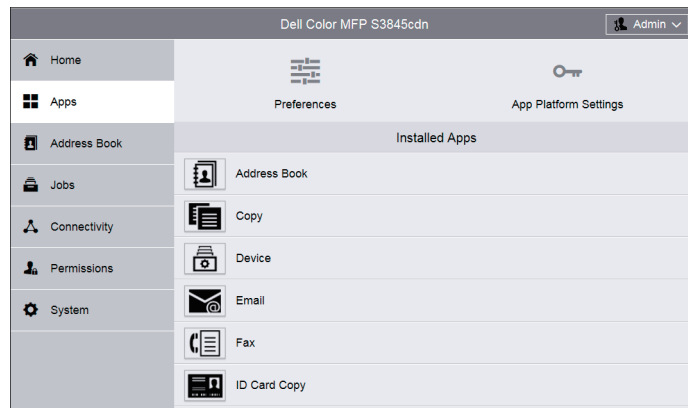 Dell Color MFP S3845cdn
Admin
Home
Apps
Address Book
Jobs
Connectivity
Permissions
System
Preferences
App Platform Settings
Installed Apps
Address Book
Copy
Device
Email
Fax
ID Card Copy